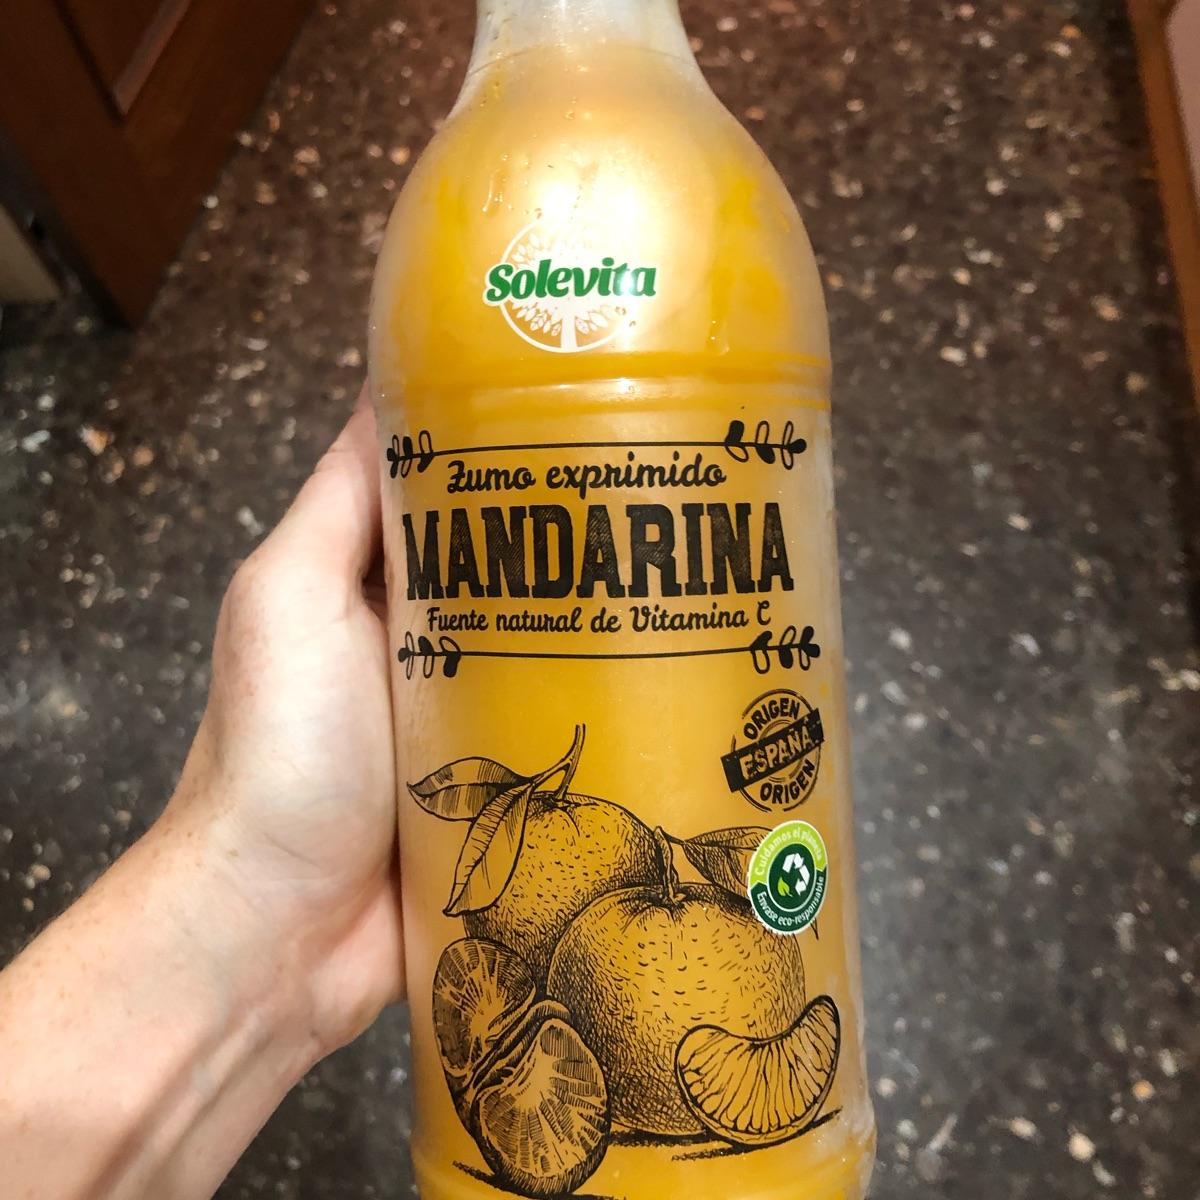 Solevita
Zumo exprimido
MANDARINA
Fuente natural de Vitamina C
ORIGEN
ESPAÑA
ORIGEN
Cuidamos el planeta
Envase eco-responsable